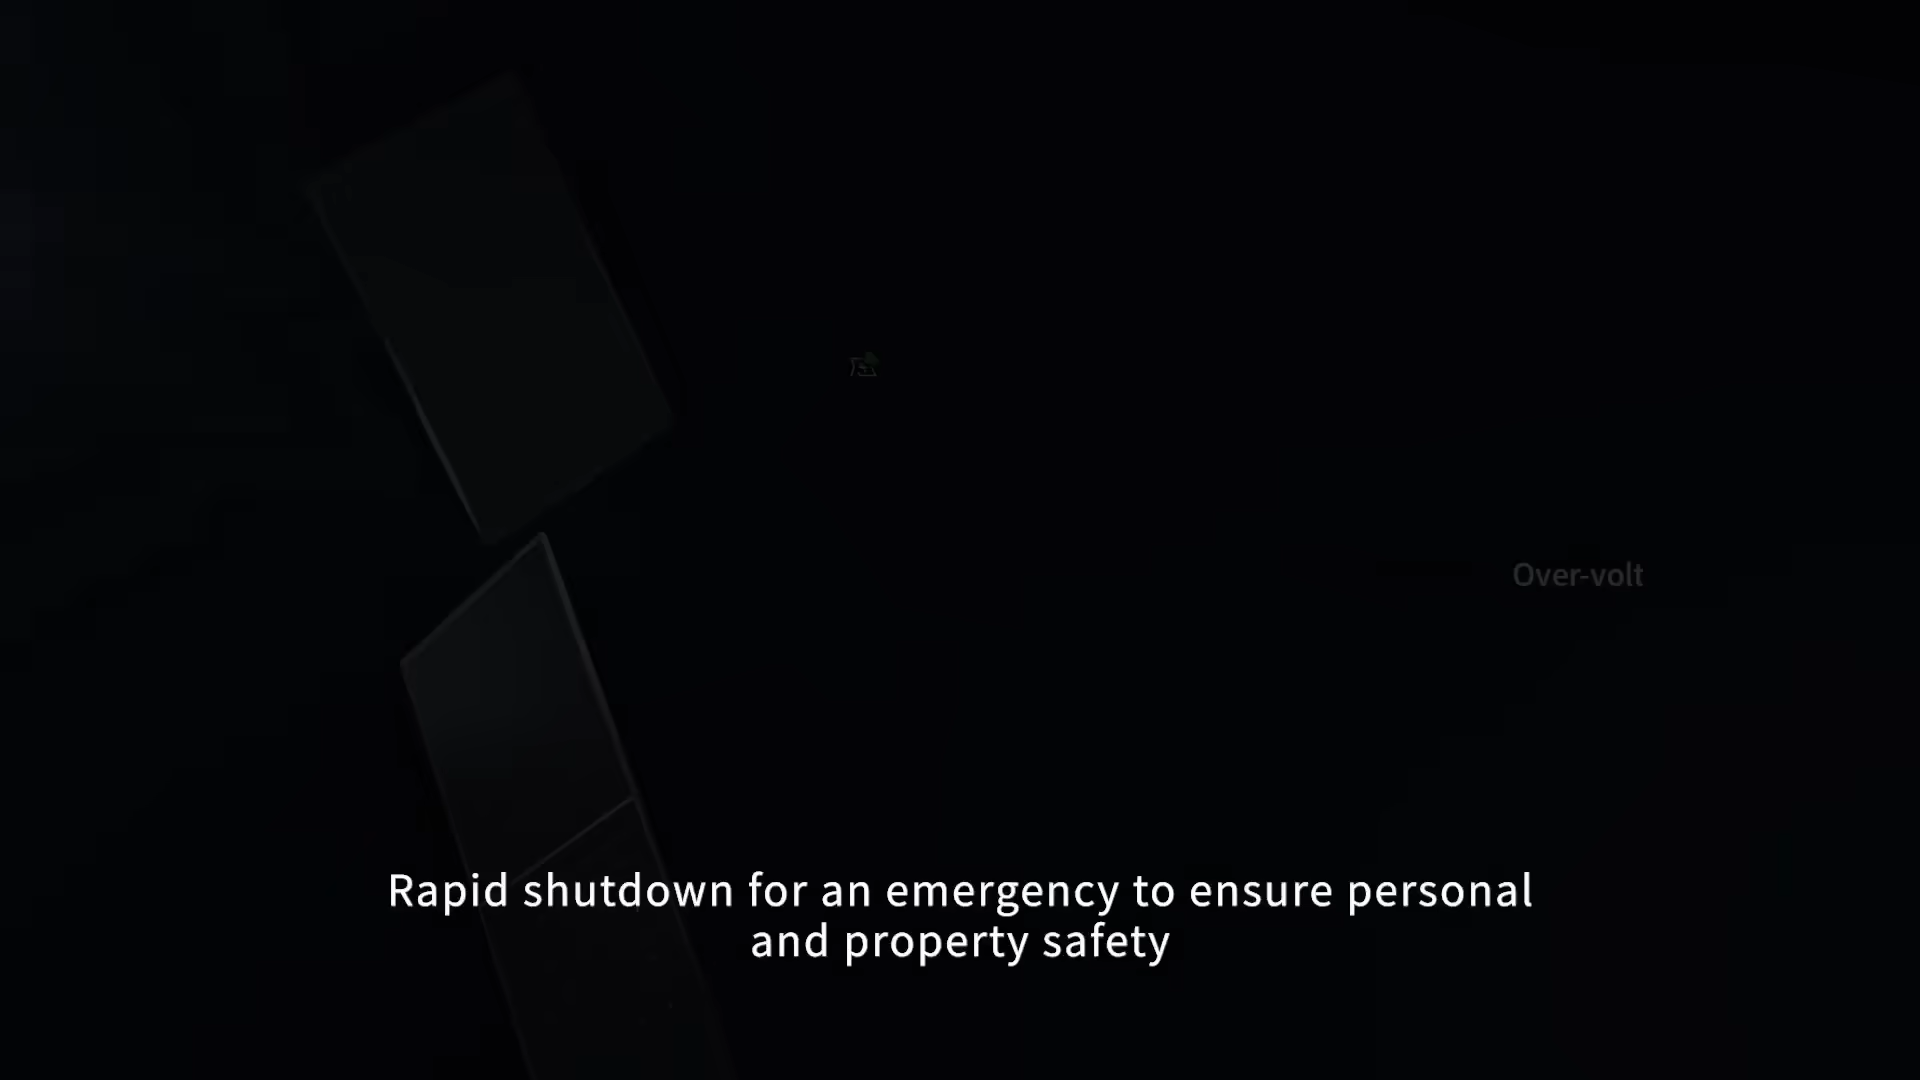 Over-volt
Rapid shutdown for an emergency to ensure personal
and property safety